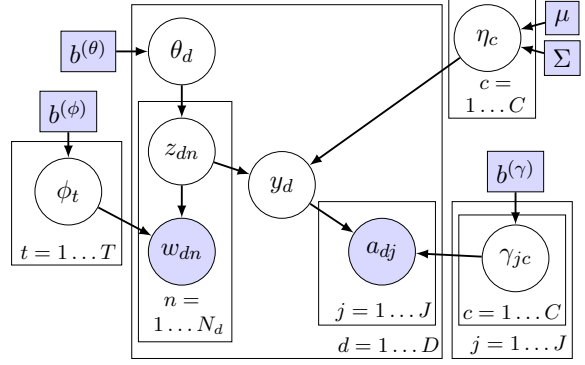 b^(θ)
θ_d
η_c
μ
Σ
c =
1 … C
b^(φ)
z_dn
φ_t
y_d
b^(γ)
w_dn
a_dj
γ_jc
t = 1 … T
n =
1 … N_d
j = 1 … J
c = 1 … C
d = 1 … D
j = 1 … J